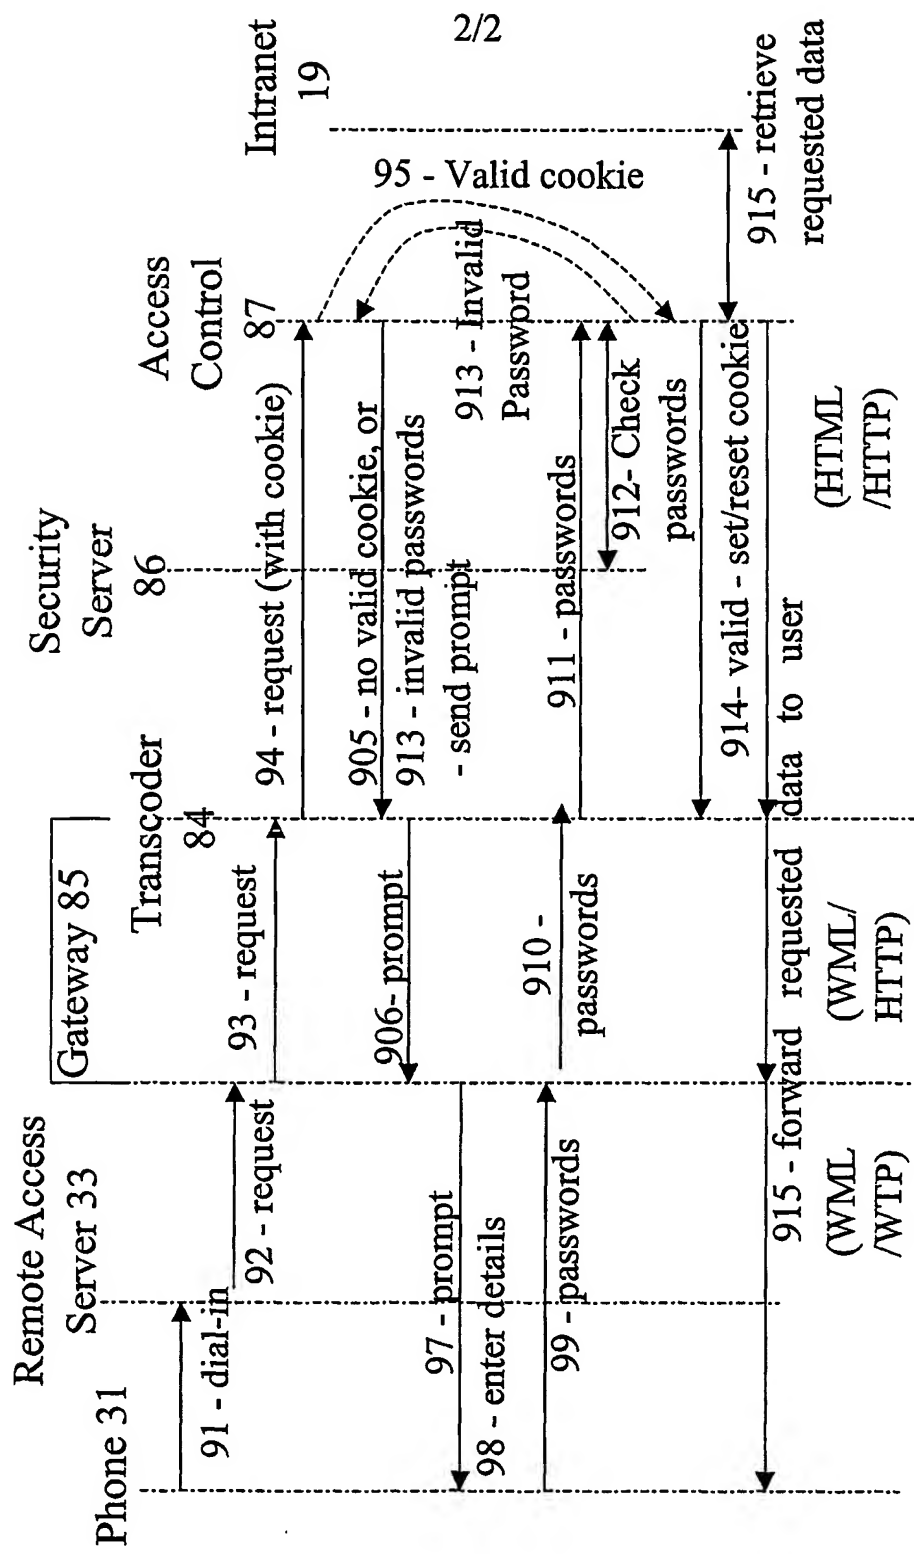 2/2
Phone 31
Remote Access
Server 33
Gateway 85
Transcoder
84
Security
Server
86
Access
Control
87
Intranet
19
91 - dial-in
92 - request
93 - request
94 - request (with cookie)
95 - Valid cookie
905 - no valid cookie, or
913 - invalid passwords
- send prompt
906- prompt
913 - Invalid
Password
97 - prompt
98 - enter details
99 - passwords
910 -
passwords
911 - passwords
912- Check
passwords
914- valid - set/reset cookie
915 - retrieve
requested data
915 - forward requested data to user
(WML
/WTP)
(WML/
HTTP)
(HTML
/HTTP)